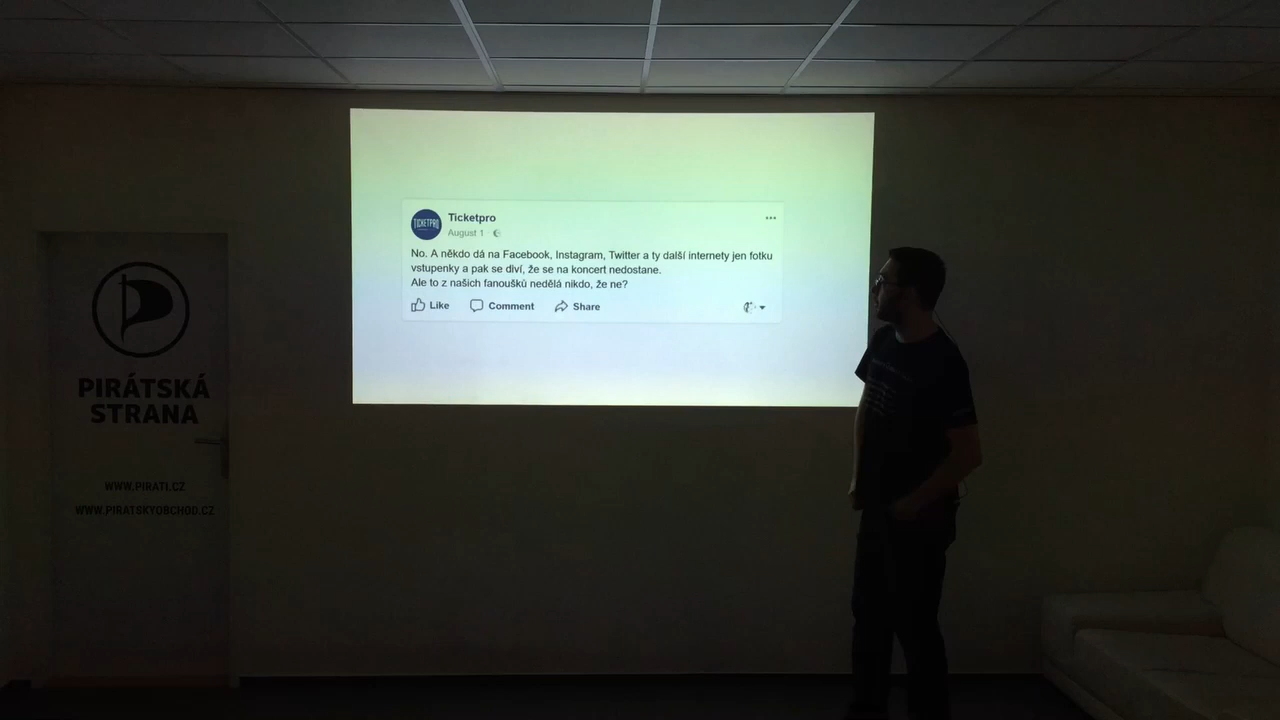 TICKETPRO
Ticketpro
August 1
No. A někdo dá na Facebook, Instagram, Twitter a ty další internety jen fotku
vstupenky a pak se diví, že se na koncert nedostane.
Ale to z našich fanoušků nedělá nikdo, že ne?
Like Comment Share
PIRÁTSKÁ
STRANA
WWW.PIRATI.CZ
WWW.PIRATSKYOBCHOD.CZ